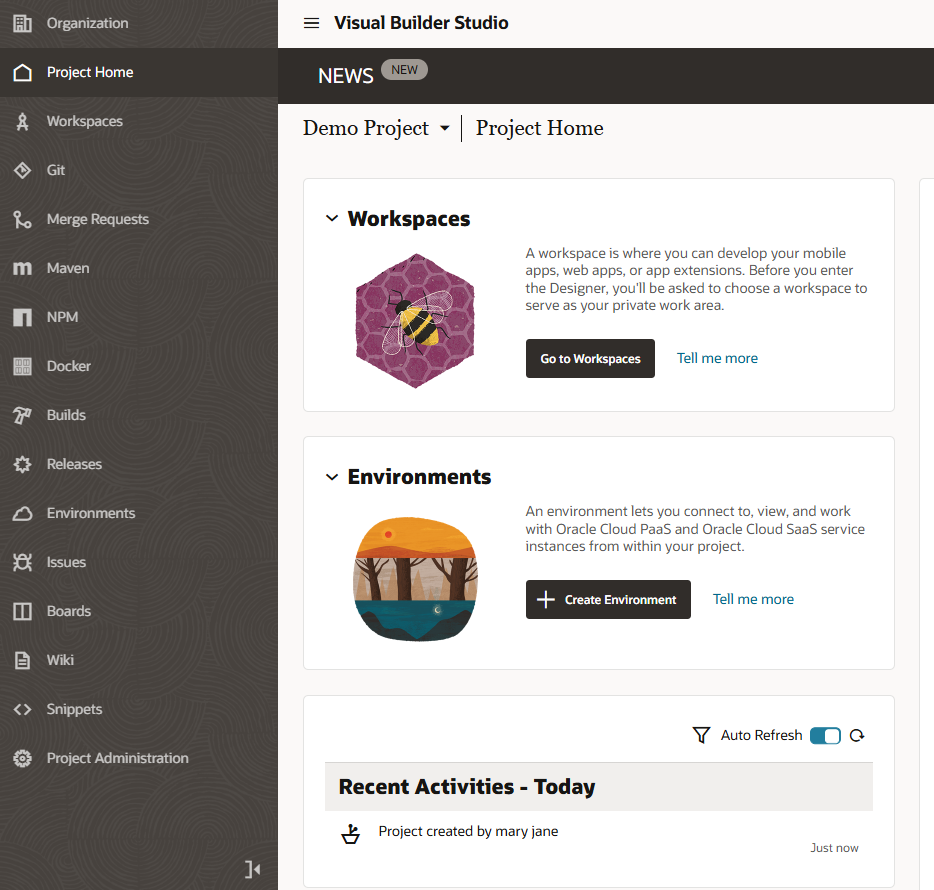 Organization
Project Home
Workspaces
Git
Merge Requests
Maven
NPM
Docker
Builds
Releases
Environments
Issues
Boards
Wiki
Snippets
Project Administration
Visual Builder Studio
NEWS NEW
Demo Project Project Home
Workspaces
A workspace is where you can develop your mobile
apps, web apps, or app extensions. Before you enter
the Designer, you'll be asked to choose a workspace to
serve as your private work area.
Go to Workspaces Tell me more
Environments
An environment lets you connect to, view, and work
with Oracle Cloud PaaS and Oracle Cloud SaaS service
instances from within your project.
Create Environment Tell me more
Auto Refresh
Recent Activities - Today
Project created by mary jane
Just now